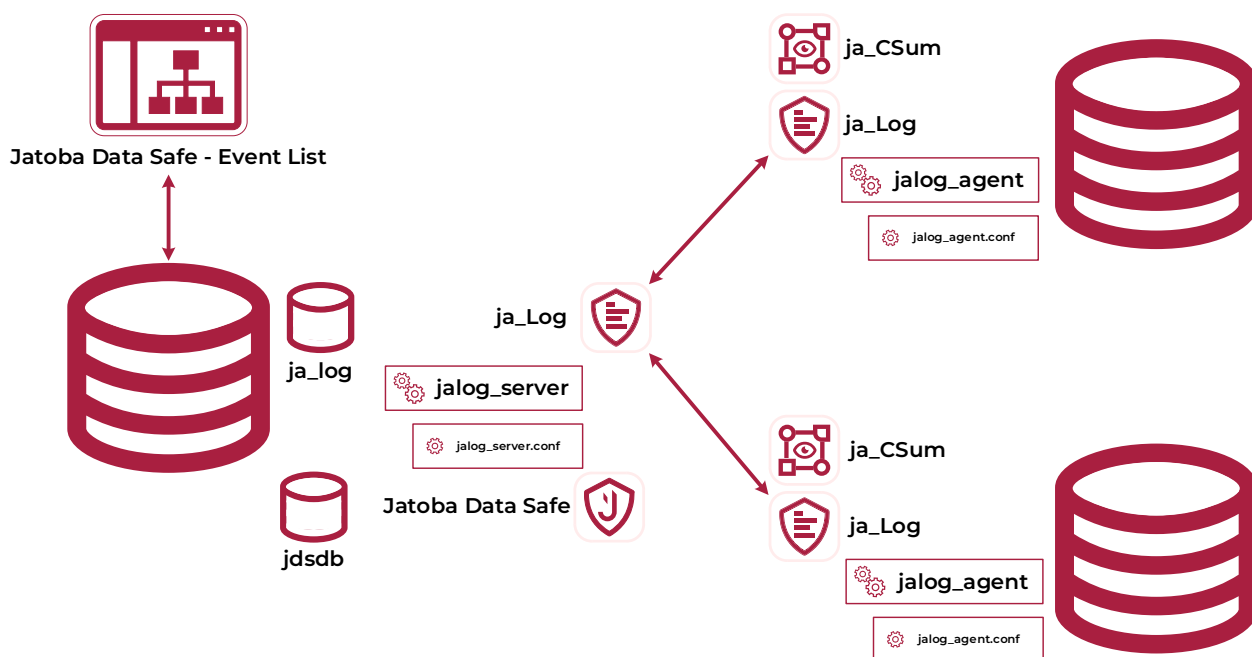 ja_CSum
ja_Log
jalog_agent
jalog_agent.conf
Jatoba Data Safe - Event List
ja_log
ja_Log
jalog_server
jalog_server.conf
Jatoba Data Safe
jdsdb
ja_CSum
ja_Log
jalog_agent
jalog_agent.conf